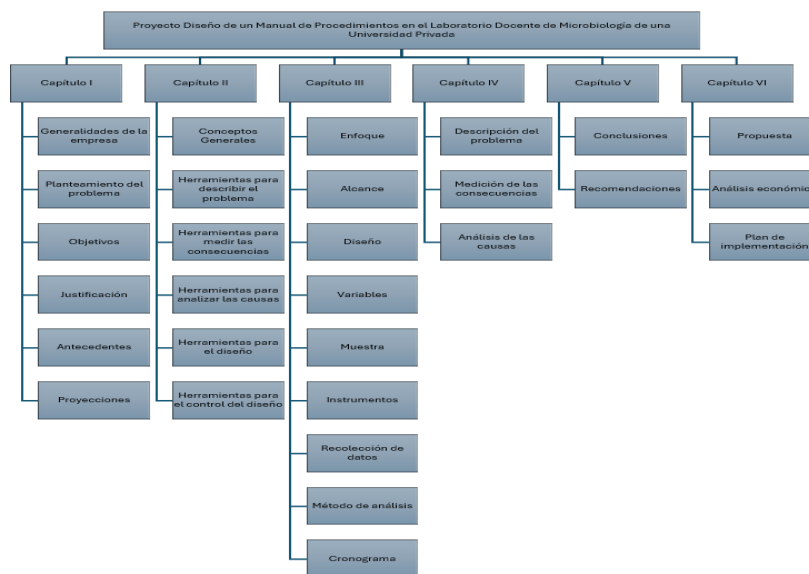 Proyecto Diseño de un Manual de Procedimientos en el Laboratorio Docente de Microbiología de una
Universidad Privada
Capítulo I
Generalidades de la
empresa
Planteamiento del
problema
Objetivos
Justificación
Antecedentes
Proyecciones
Capítulo II
Conceptos
Generales
Herramientas para
describir el
problema
Herramientas para
medir las
consecuencias
Herramientas para
analizar las causas
Herramientas para
el diseño
Herramientas para
el control del diseño
Capítulo III
Enfoque
Alcance
Diseño
Variables
Muestra
Instrumentos
Recolección de
datos
Método de análisis
Cronograma
Capítulo IV
Descripción del
problema
Medición de las
consecuencias
Análisis de las
causas
Capítulo V
Conclusiones
Recomendaciones
Capítulo VI
Propuesta
Análisis económico
Plan de
implementación